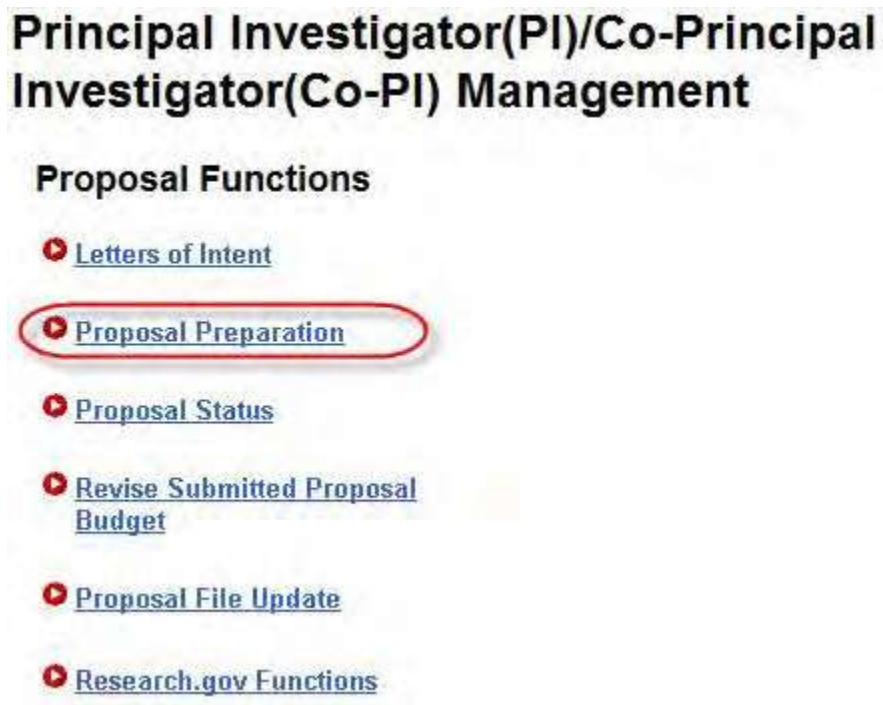 Principal Investigator(PI)/Co-Principal
Investigator(Co-PI) Management
Proposal Functions
Letters of Intent
Proposal Preparation
Proposal Status
Revise Submitted Proposal
Budget
Proposal File Update
Research.gov Functions